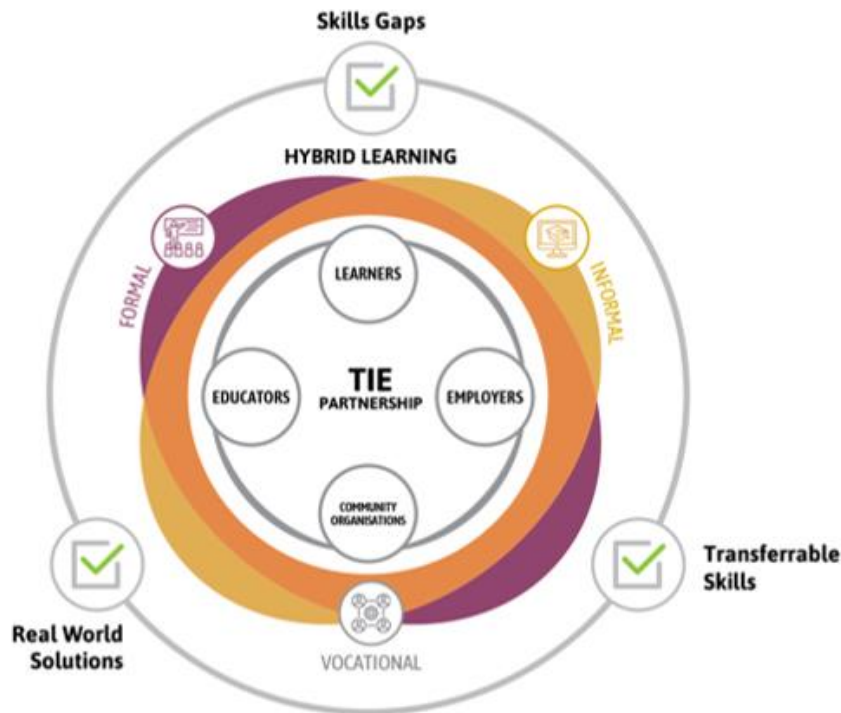 Skills Gaps
HYBRID LEARNING
FORMAL
INFORMAL
LEARNERS
EDUCATORS
TIE
PARTNERSHIP
EMPLOYERS
COMMUNITY
ORGANISATIONS
Transferrable
Skills
Real World
Solutions
VOCATIONAL